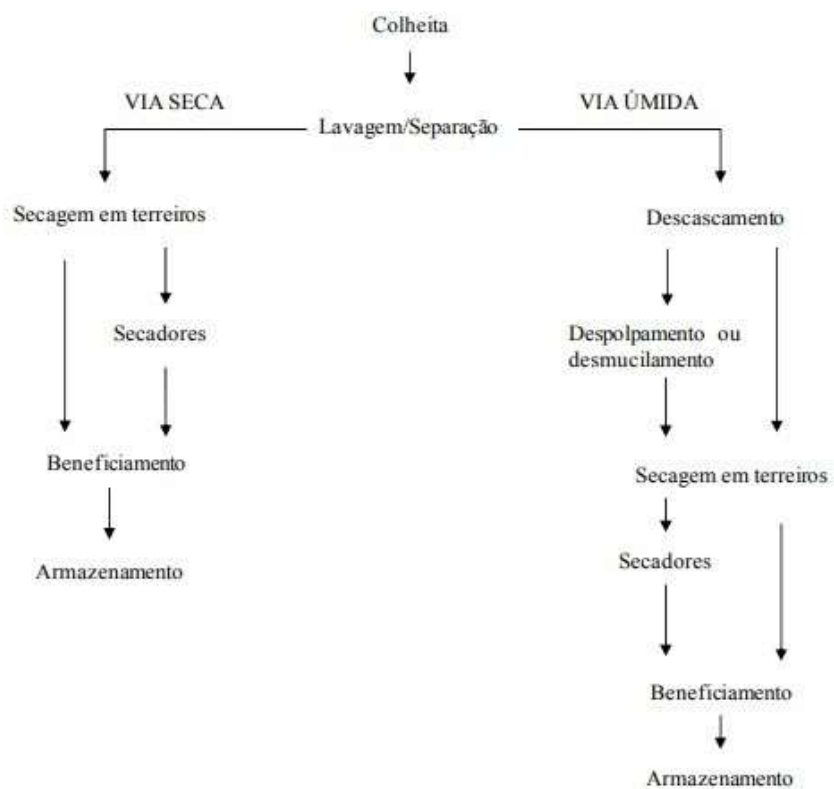 Colheita
VIA SECA
VIA ÚMIDA
Lavagem/Separação
Secagem em terreiros
Descascamento
Secadores
Despolpamento ou
desmucilamento
Beneficiamento
Secagem em terreiros
Armazenamento
Secadores
Beneficiamento
Armazenamento